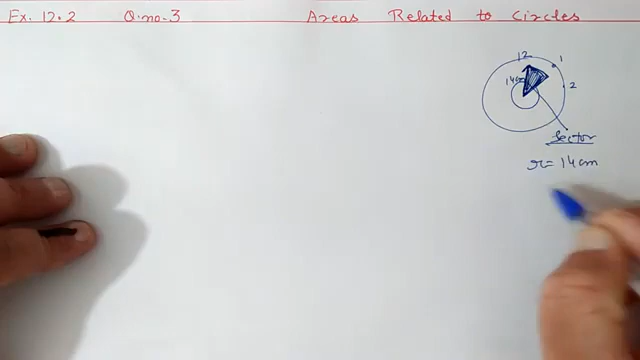 Ex. 12.2 Q.no.3 Areas Related to Circles
12
1
14cm
2
Sector
r = 14 cm